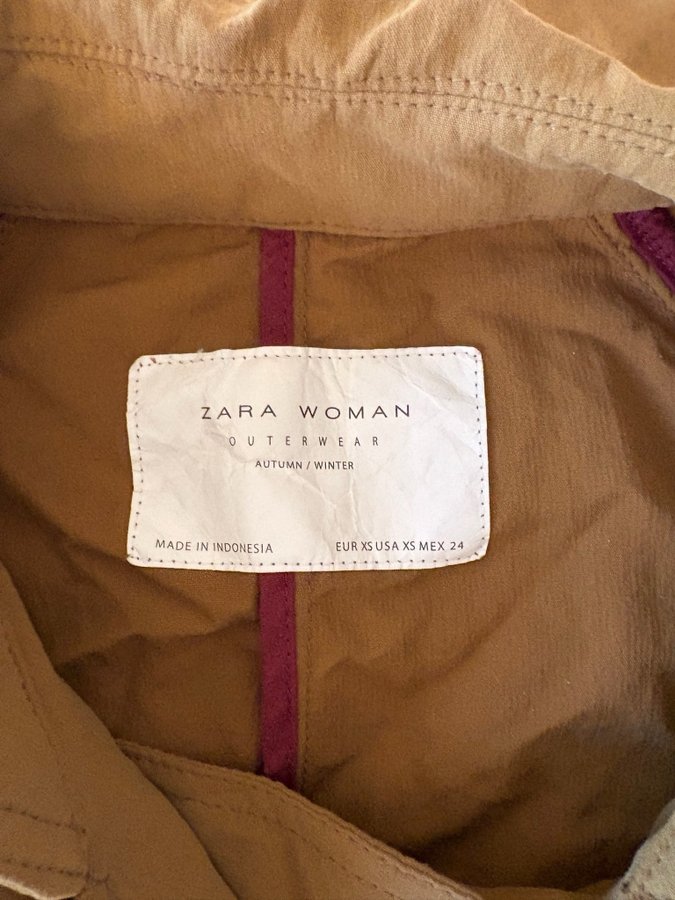 ZARA WOMAN
OUTERWEAR
AUTUMN / WINTER
MADE IN INDONESIA EUR XS USA XS MEX 24